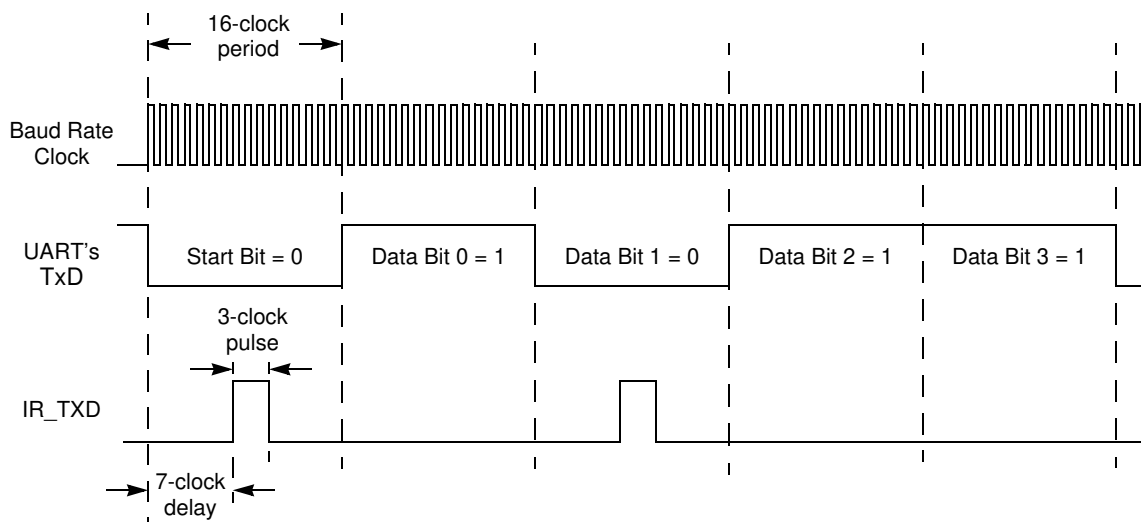 16-clock
period
Baud Rate
Clock
UART's
TxD
Start Bit = 0
Data Bit 0 = 1
Data Bit 1 = 0
Data Bit 2 = 1
Data Bit 3 = 1
3-clock
pulse
IR_TXD
7-clock
delay